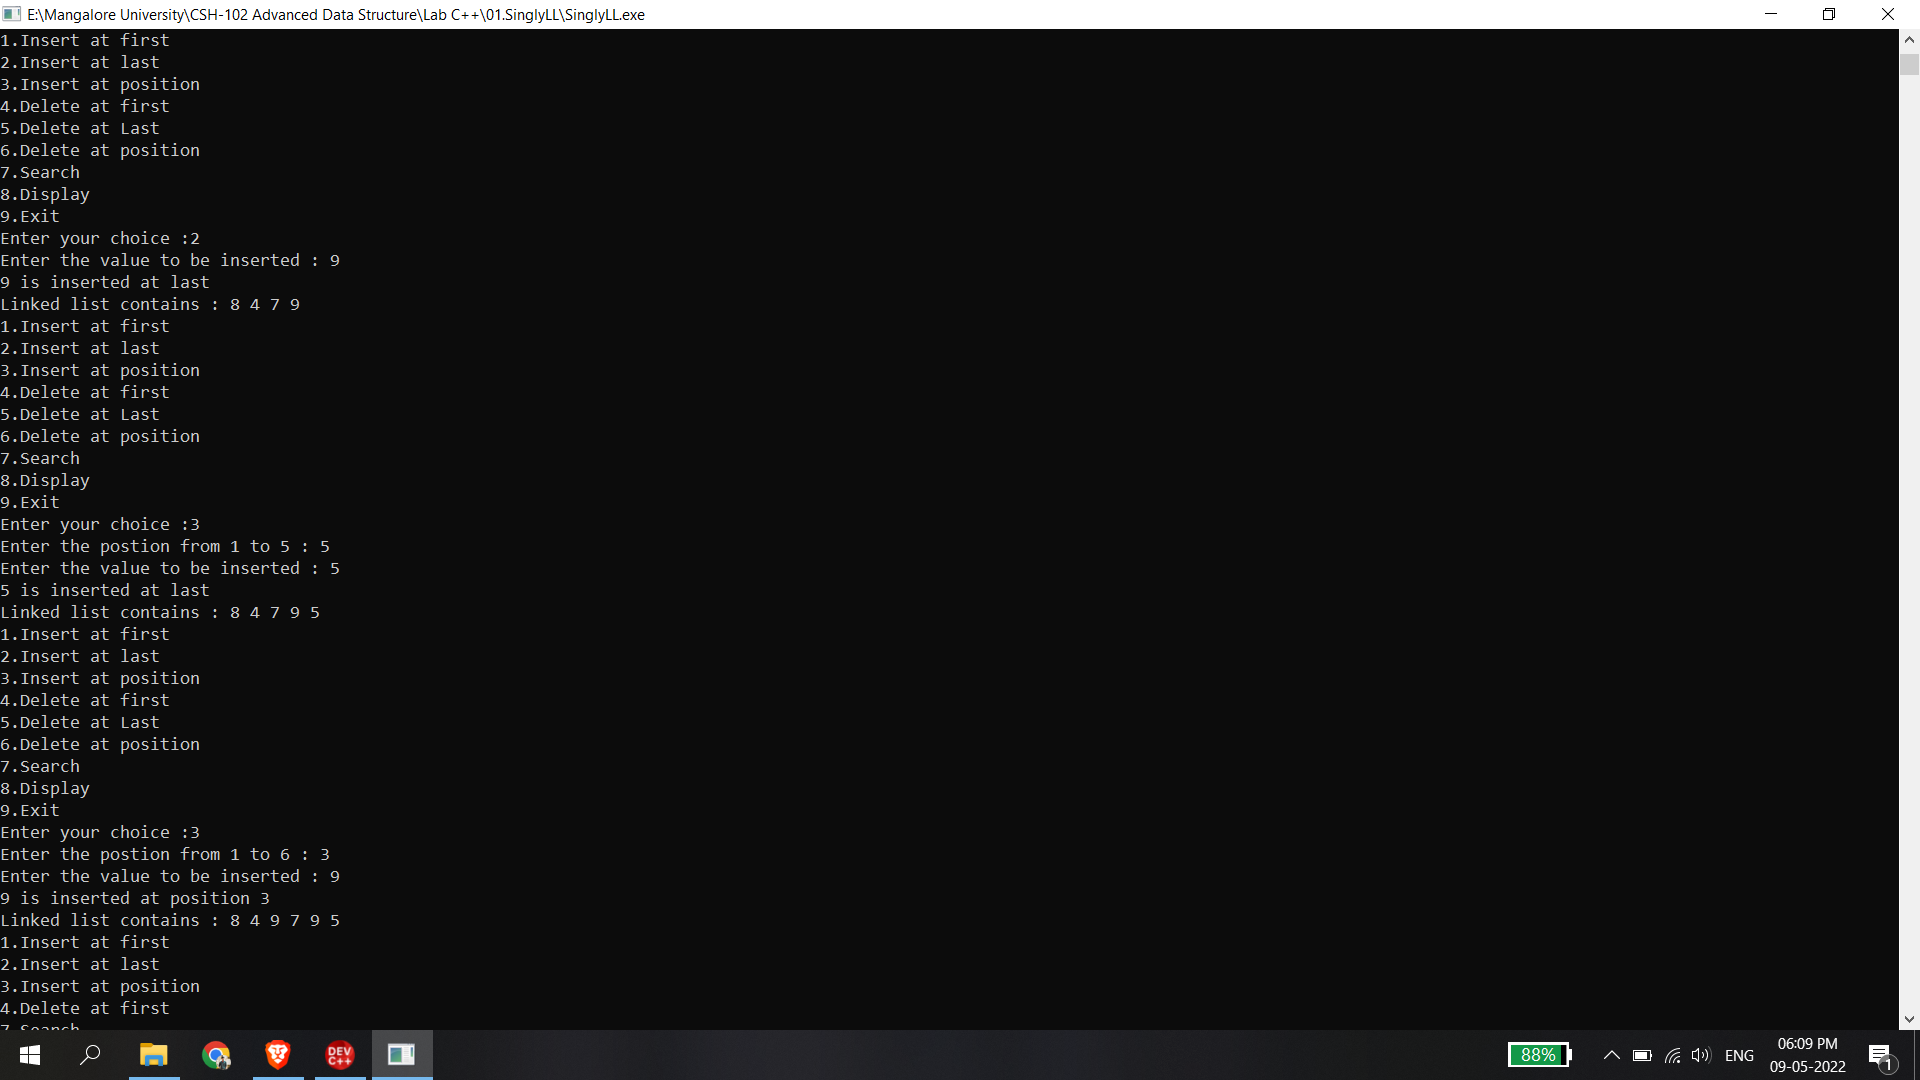 E:\Mangalore University\CSH-102 Advanced Data Structure\Lab C++\01.SinglyLL\SinglyLL.exe
1.Insert at first
2.Insert at last
3.Insert at position
4.Delete at first
5.Delete at Last
6.Delete at position
7.Search
8.Display
9.Exit
Enter your choice :2
Enter the value to be inserted : 9
9 is inserted at last
Linked list contains : 8 4 7 9
1.Insert at first
2.Insert at last
3.Insert at position
4.Delete at first
5.Delete at Last
6.Delete at position
7.Search
8.Display
9.Exit
Enter your choice :3
Enter the postion from 1 to 5 : 5
Enter the value to be inserted : 5
5 is inserted at last
Linked list contains : 8 4 7 9 5
1.Insert at first
2.Insert at last
3.Insert at position
4.Delete at first
5.Delete at Last
6.Delete at position
7.Search
8.Display
9.Exit
Enter your choice :3
Enter the postion from 1 to 6 : 3
Enter the value to be inserted : 9
9 is inserted at position 3
Linked list contains : 8 4 9 7 9 5
1.Insert at first
2.Insert at last
3.Insert at position
4.Delete at first
7.Search
DEV C++
88%
ENG
06:09 PM
09-05-2022
1